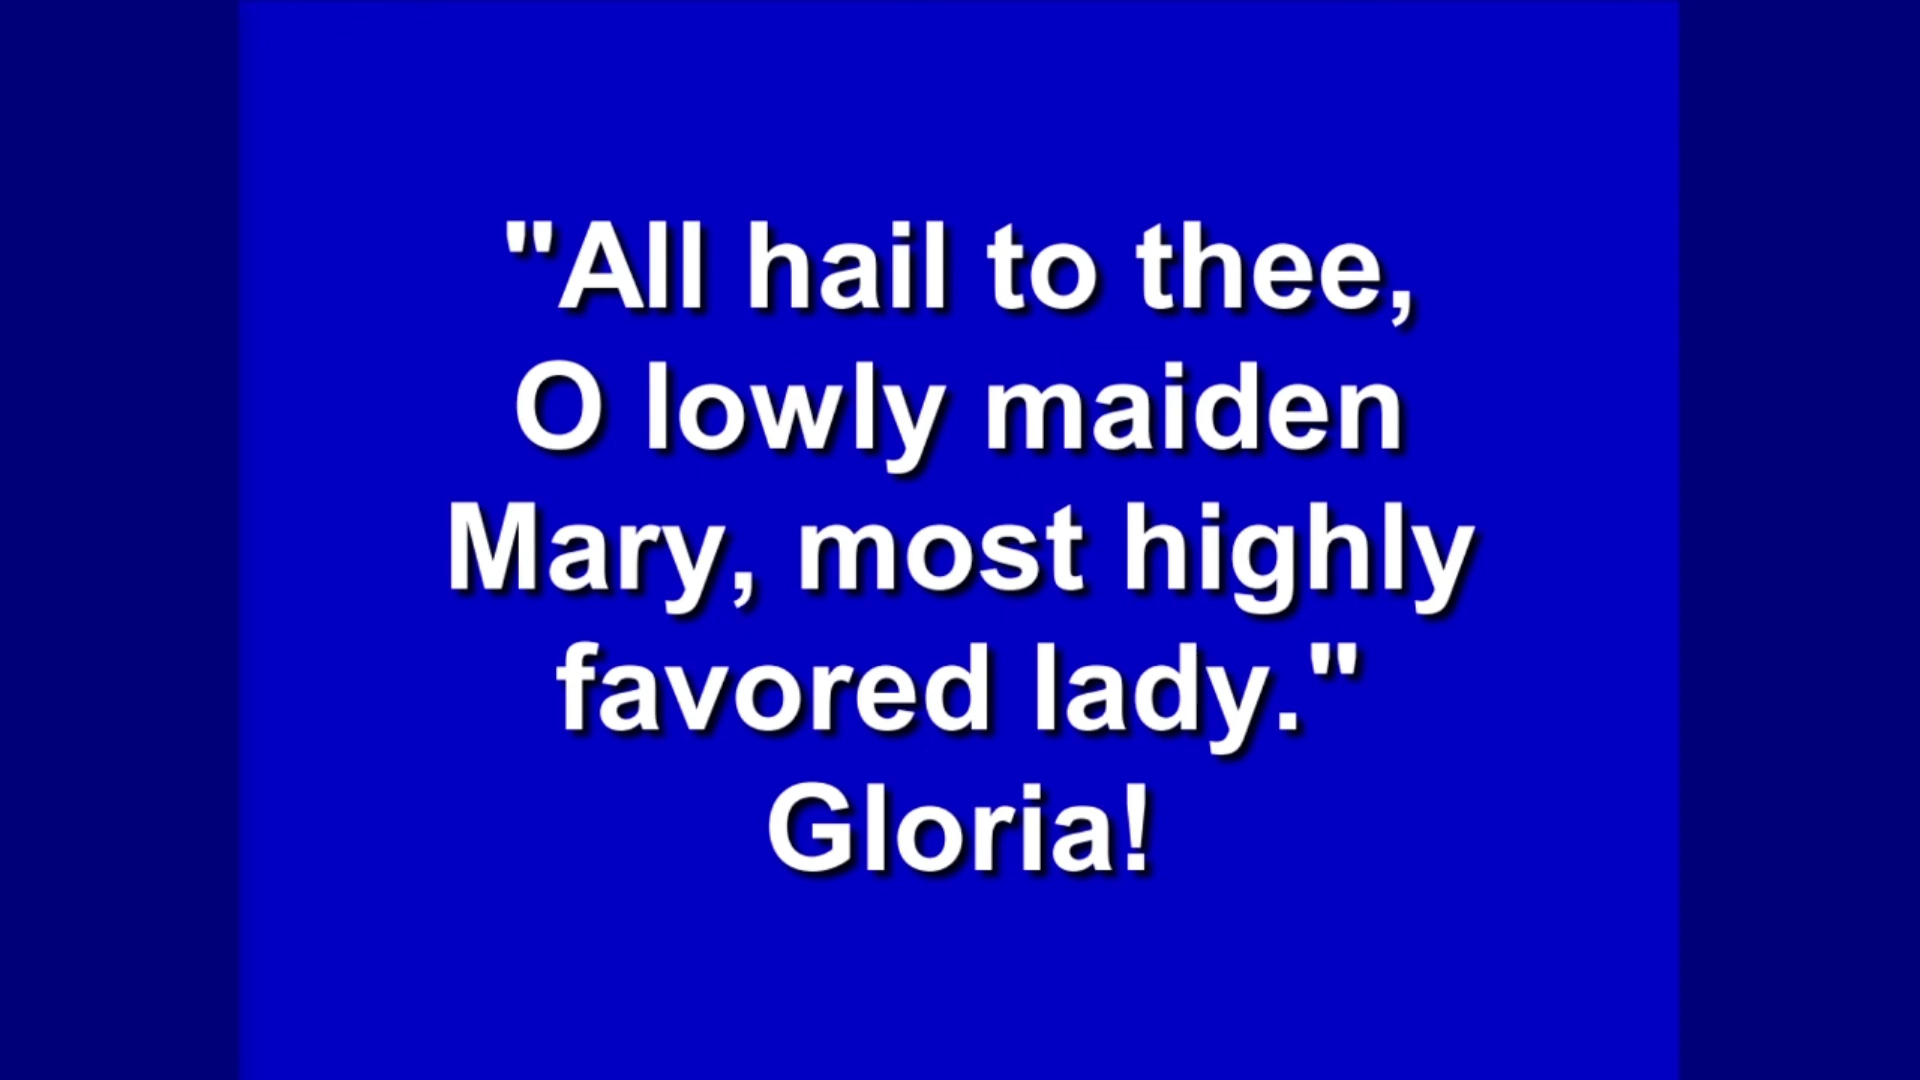 "All hail to thee,
O lowly maiden
Mary, most highly
favored lady."
Gloria!